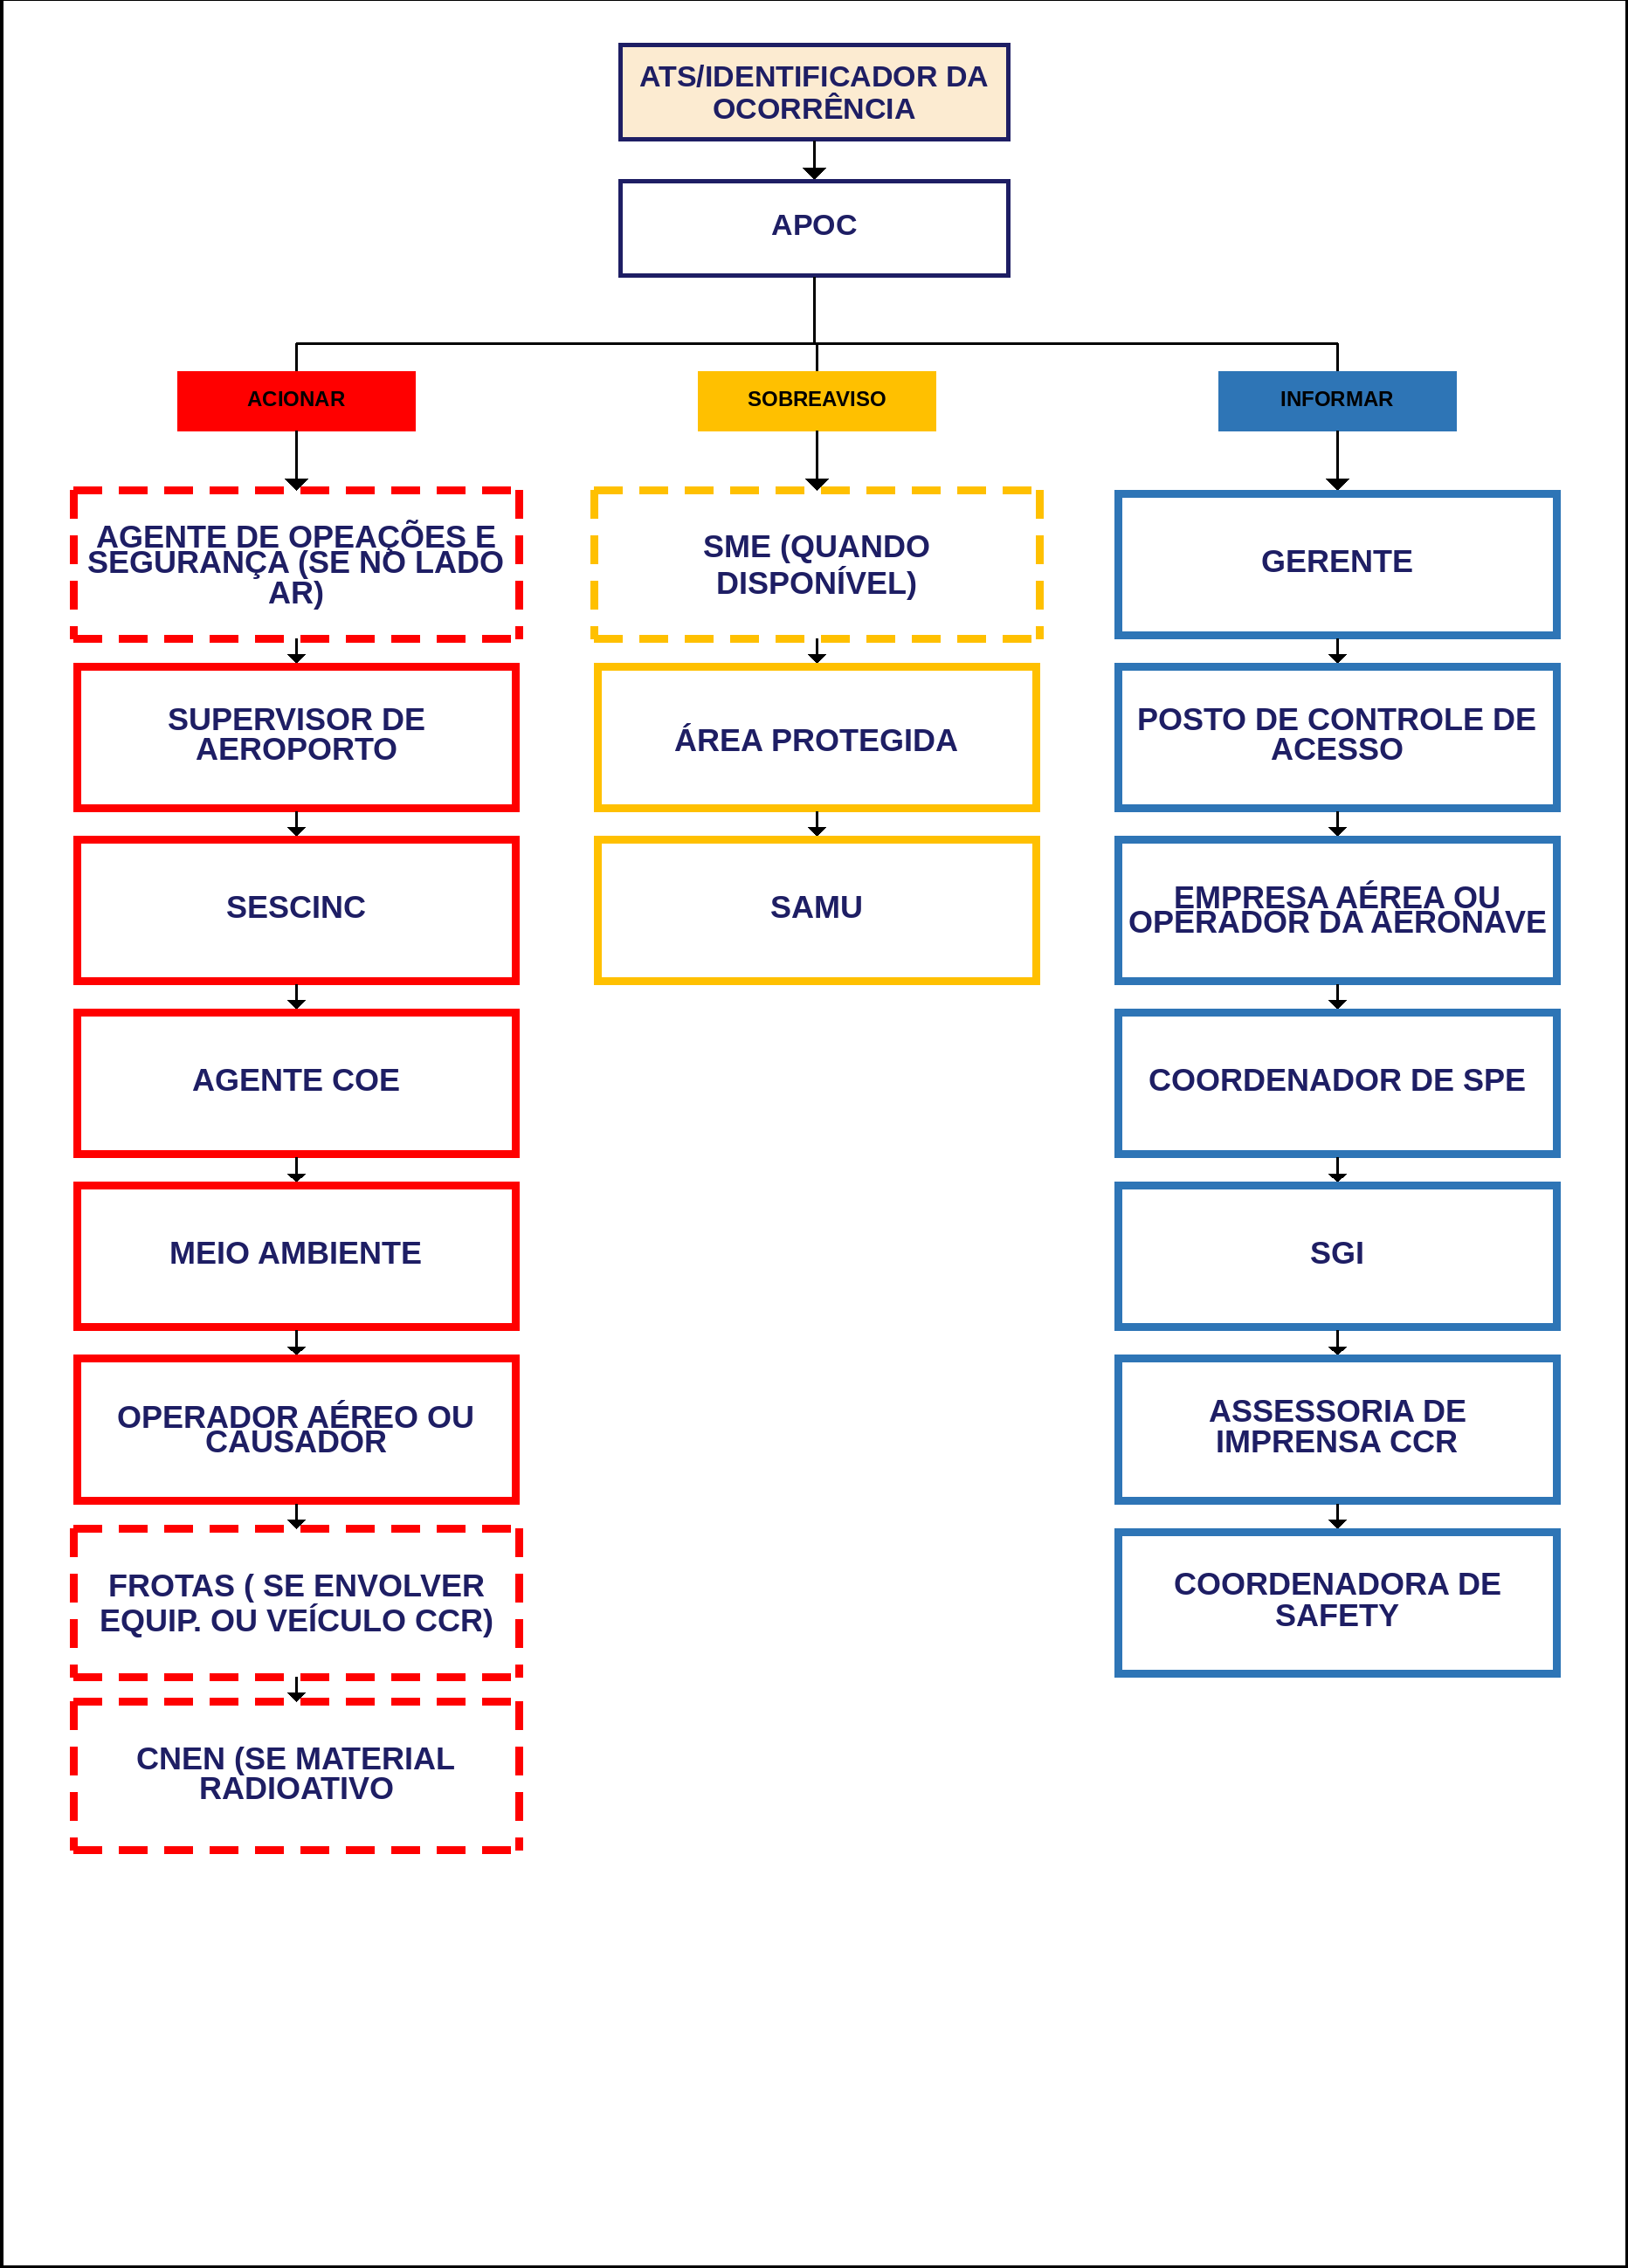 ATS/IDENTIFICADOR DA
OCORRÊNCIA
APOC
ACIONAR
SOBREAVISO
INFORMAR
AGENTE DE OPEAÇÕES E
SEGURANÇA (SE NO LADO
AR)
SUPERVISOR DE
AEROPORTO
SESCINC
AGENTE COE
MEIO AMBIENTE
OPERADOR AÉREO OU
CAUSADOR
FROTAS ( SE ENVOLVER
EQUIP. OU VEÍCULO CCR)
CNEN (SE MATERIAL
RADIOATIVO
SME (QUANDO
DISPONÍVEL)
ÁREA PROTEGIDA
SAMU
GERENTE
POSTO DE CONTROLE DE
ACESSO
EMPRESA AÉREA OU
OPERADOR DA AERONAVE
COORDENADOR DE SPE
SGI
ASSESSORIA DE
IMPRENSA CCR
COORDENADORA DE
SAFETY